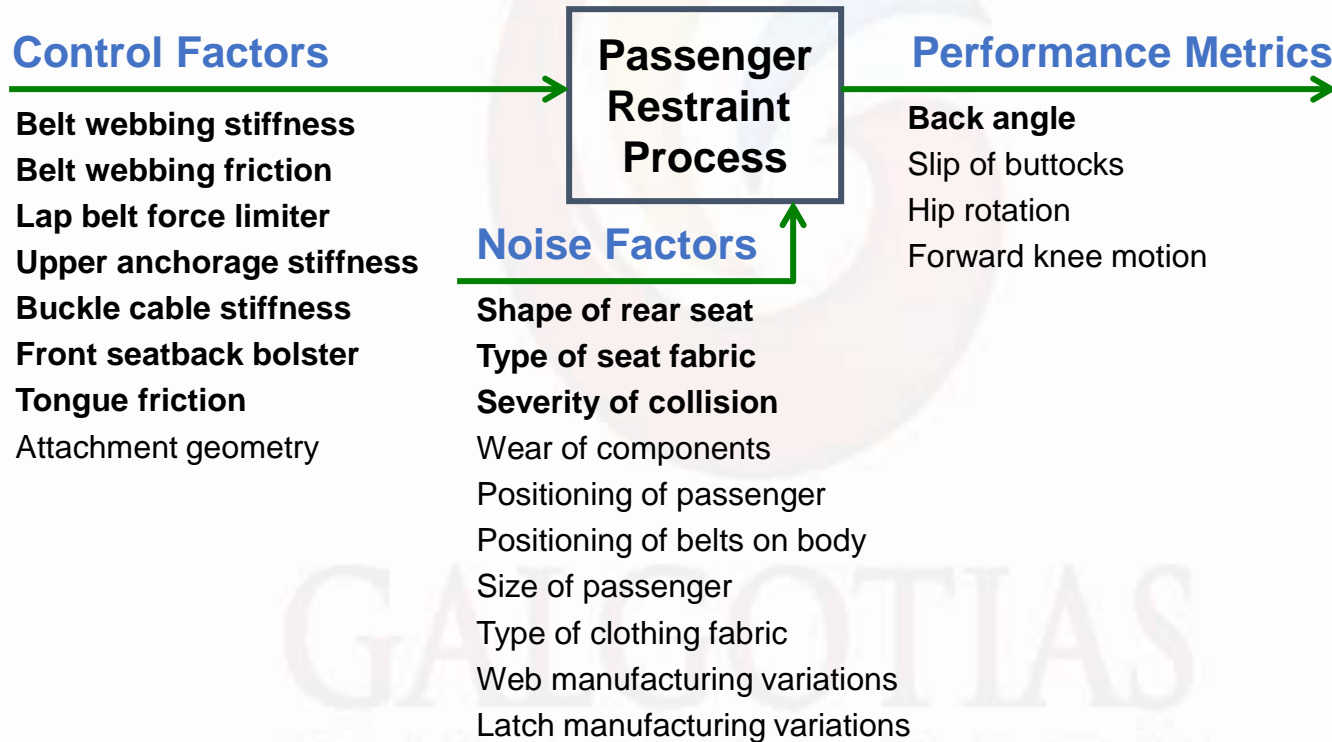 Control Factors
Belt webbing stiffness
Belt webbing friction
Lap belt force limiter
Upper anchorage stiffness
Buckle cable stiffness
Front seatback bolster
Tongue friction
Attachment geometry
Passenger
Restraint
Process
Noise Factors
Shape of rear seat
Type of seat fabric
Severity of collision
Wear of components
Positioning of passenger
Positioning of belts on body
Size of passenger
Type of clothing fabric
Web manufacturing variations
Latch manufacturing variations
Performance Metrics
Back angle
Slip of buttocks
Hip rotation
Forward knee motion
GALGOTIAS